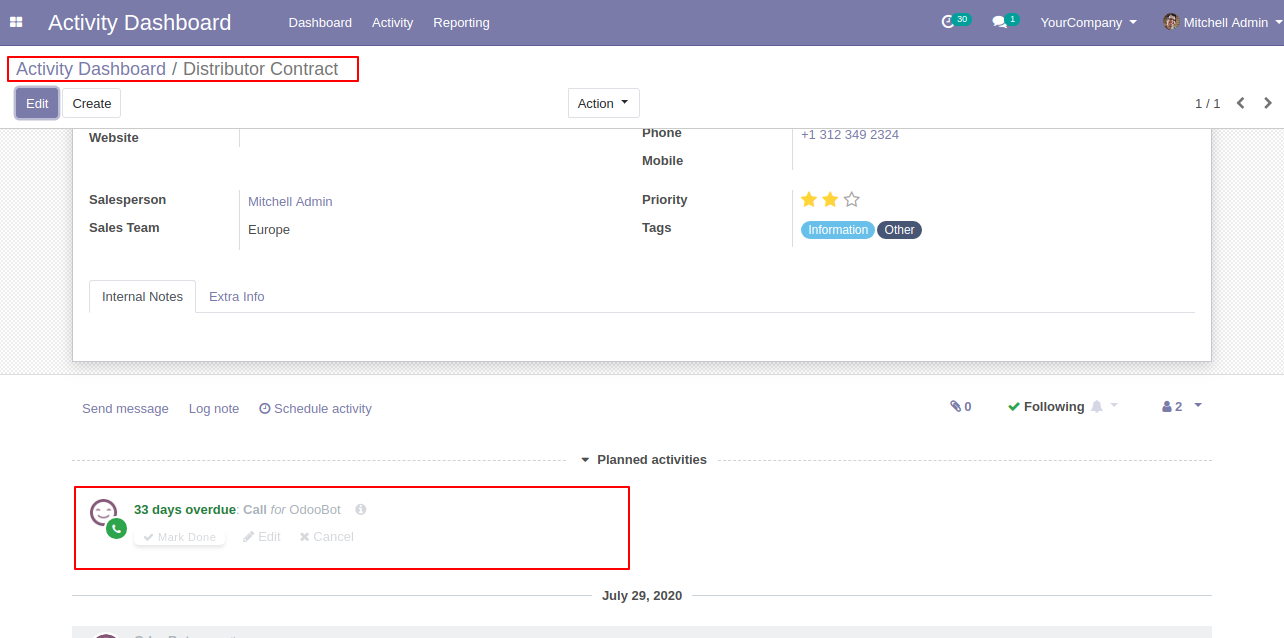 Activity Dashboard Dashboard Activity Reporting 30 1 YourCompany Mitchell Admin
Activity Dashboard / Distributor Contract
Edit Create Action 1 / 1
Website Phone +1 312 349 2324
Mobile
Salesperson Mitchell Admin Priority
Sales Team Europe Tags Information Other
Internal Notes Extra Info
Send message Log note Schedule activity 0 Following 2
Planned activities
33 days overdue: Call for OdooBot
Mark Done Edit Cancel
July 29, 2020